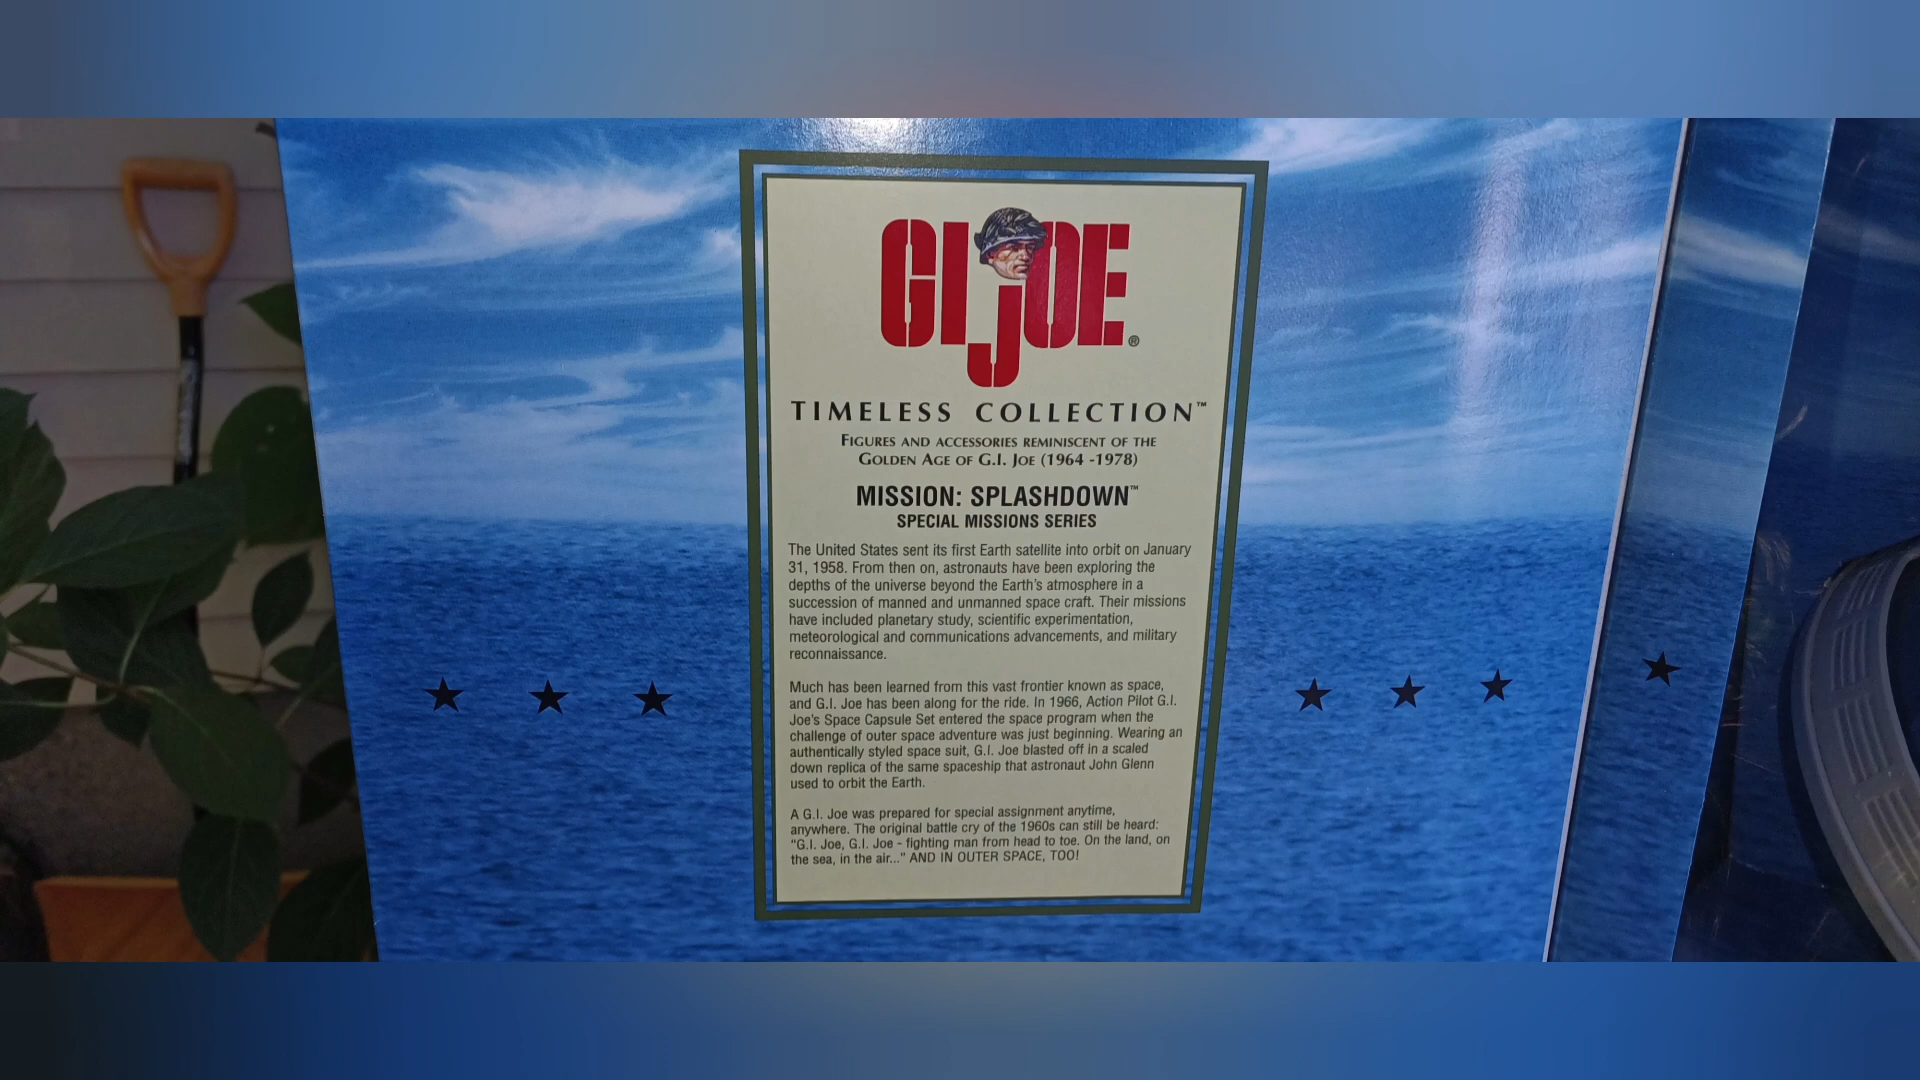 GI JOE®
TIMELESS COLLECTION™
FIGURES AND ACCESSORIES REMINISCENT OF THE
GOLDEN AGE OF G.I. JOE (1964 -1978)
MISSION: SPLASHDOWN™
SPECIAL MISSIONS SERIES
The United States sent its first Earth satellite into orbit on January
31, 1958. From then on, astronauts have been exploring the
depths of the universe beyond the Earth's atmosphere in a
succession of manned and unmanned space craft. Their missions
have included planetary study, scientific experimentation,
meteorological and communications advancements, and military
reconnaissance.
Much has been learned from this vast frontier known as space,
and G.I. Joe has been along for the ride. In 1966, Action Pilot G.I.
Joe's Space Capsule Set entered the space program when the
challenge of outer space adventure was just beginning. Wearing an
authentically styled space suit, G.I. Joe blasted off in a scaled
down replica of the same spaceship that astronaut John Glenn
used to orbit the Earth.
A G.I. Joe was prepared for special assignment anytime,
anywhere. The original battle cry of the 1960s can still be heard:
"G.I. Joe, G.I. Joe - fighting man from head to toe. On the land, on
the sea, in the air..." AND IN OUTER SPACE, TOO!